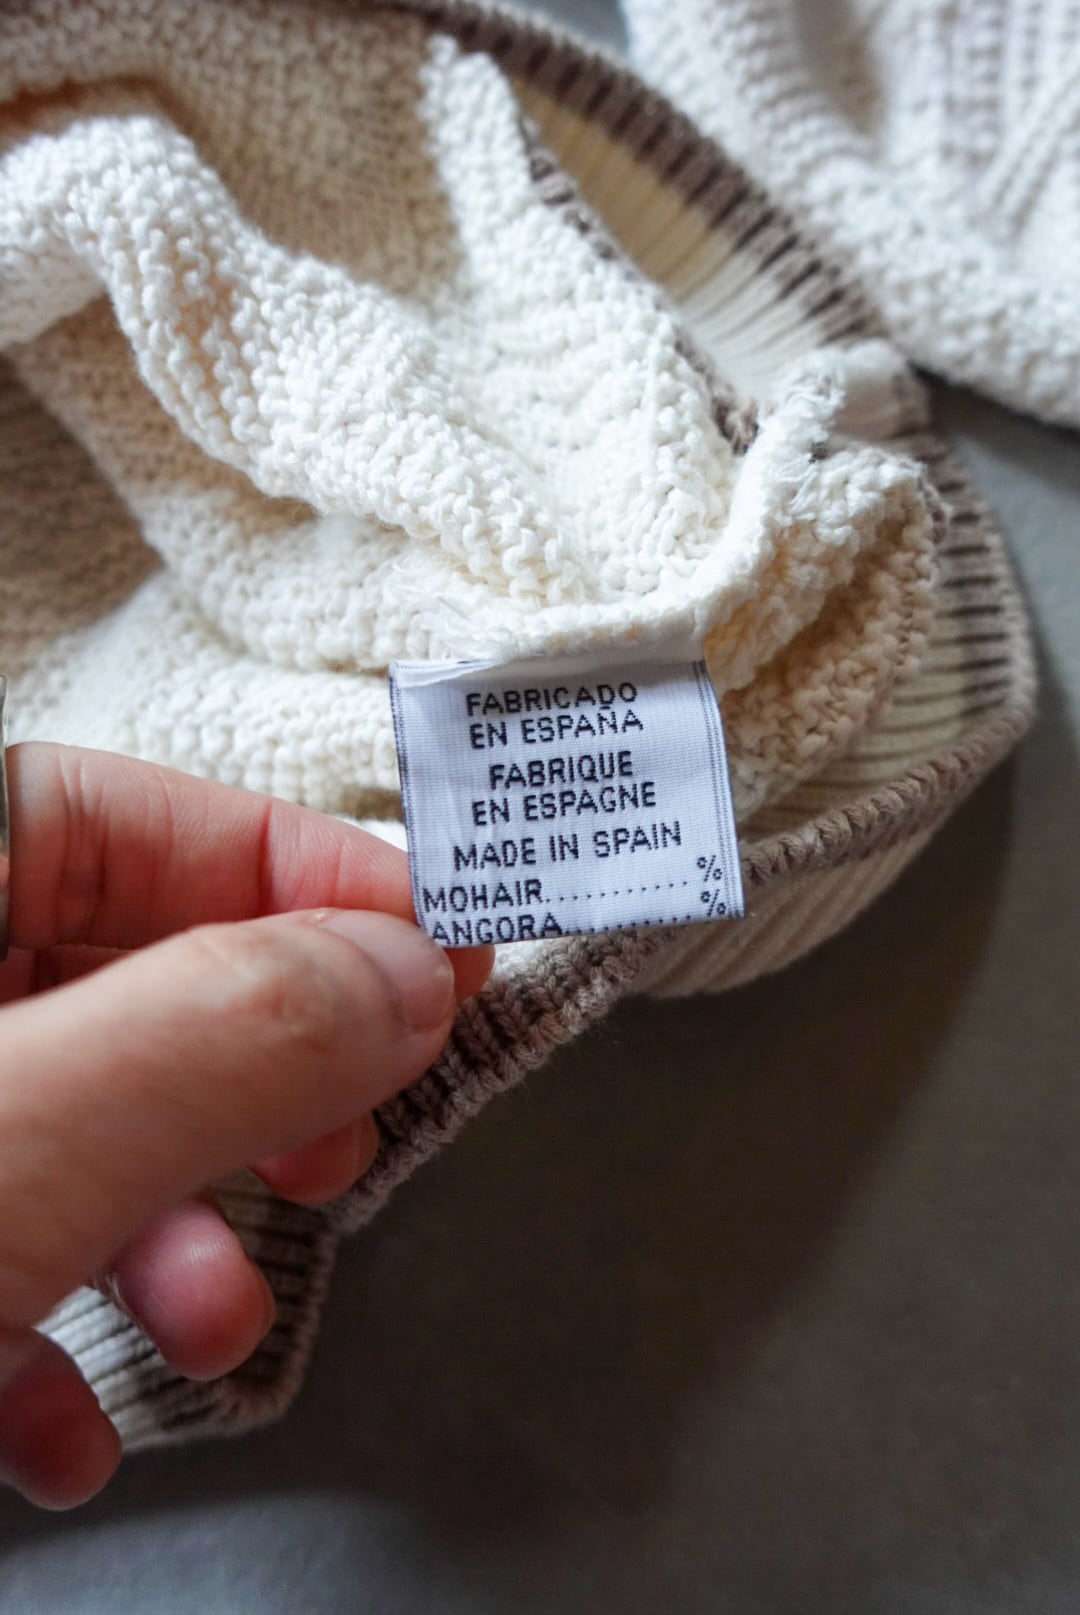 FABRICADO
EN ESPAÑA
FABRIQUE
EN ESPAGNE
MADE IN SPAIN
MOHAIR...........%
ANGORA..........%